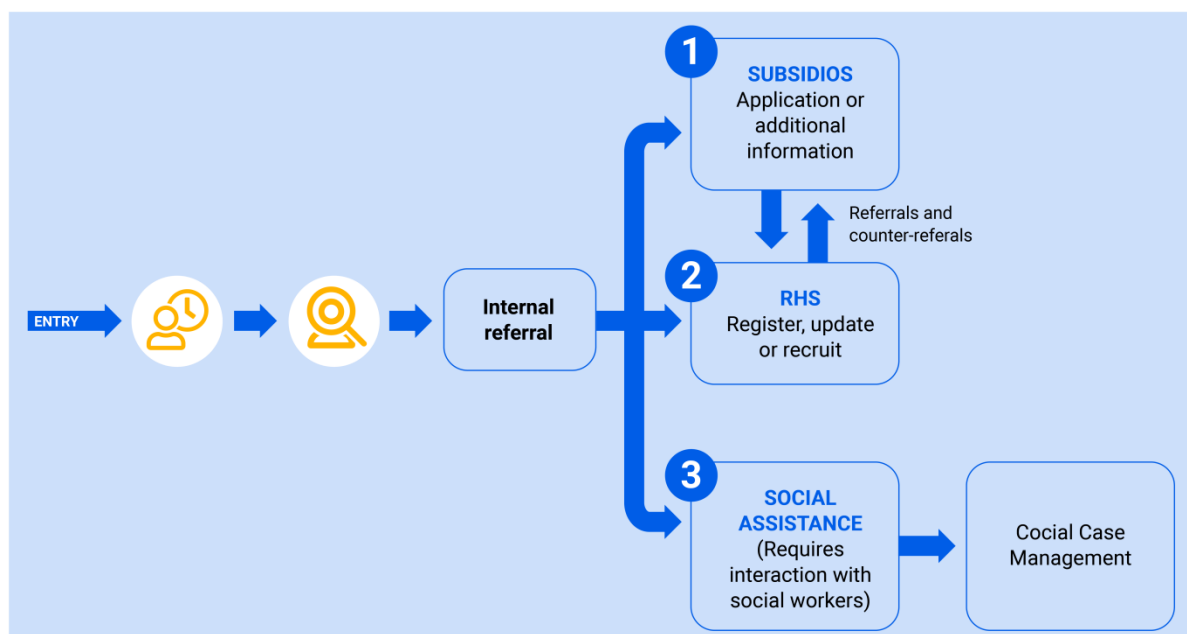 ENTRY
Internal
referral
1
SUBSIDIOS
Application or
additional
information
Referrals and
counter-referals
2
RHS
Register, update
or recruit
3
SOCIAL
ASSISTANCE
(Requires
interaction with
social workers)
Cocial Case
Management